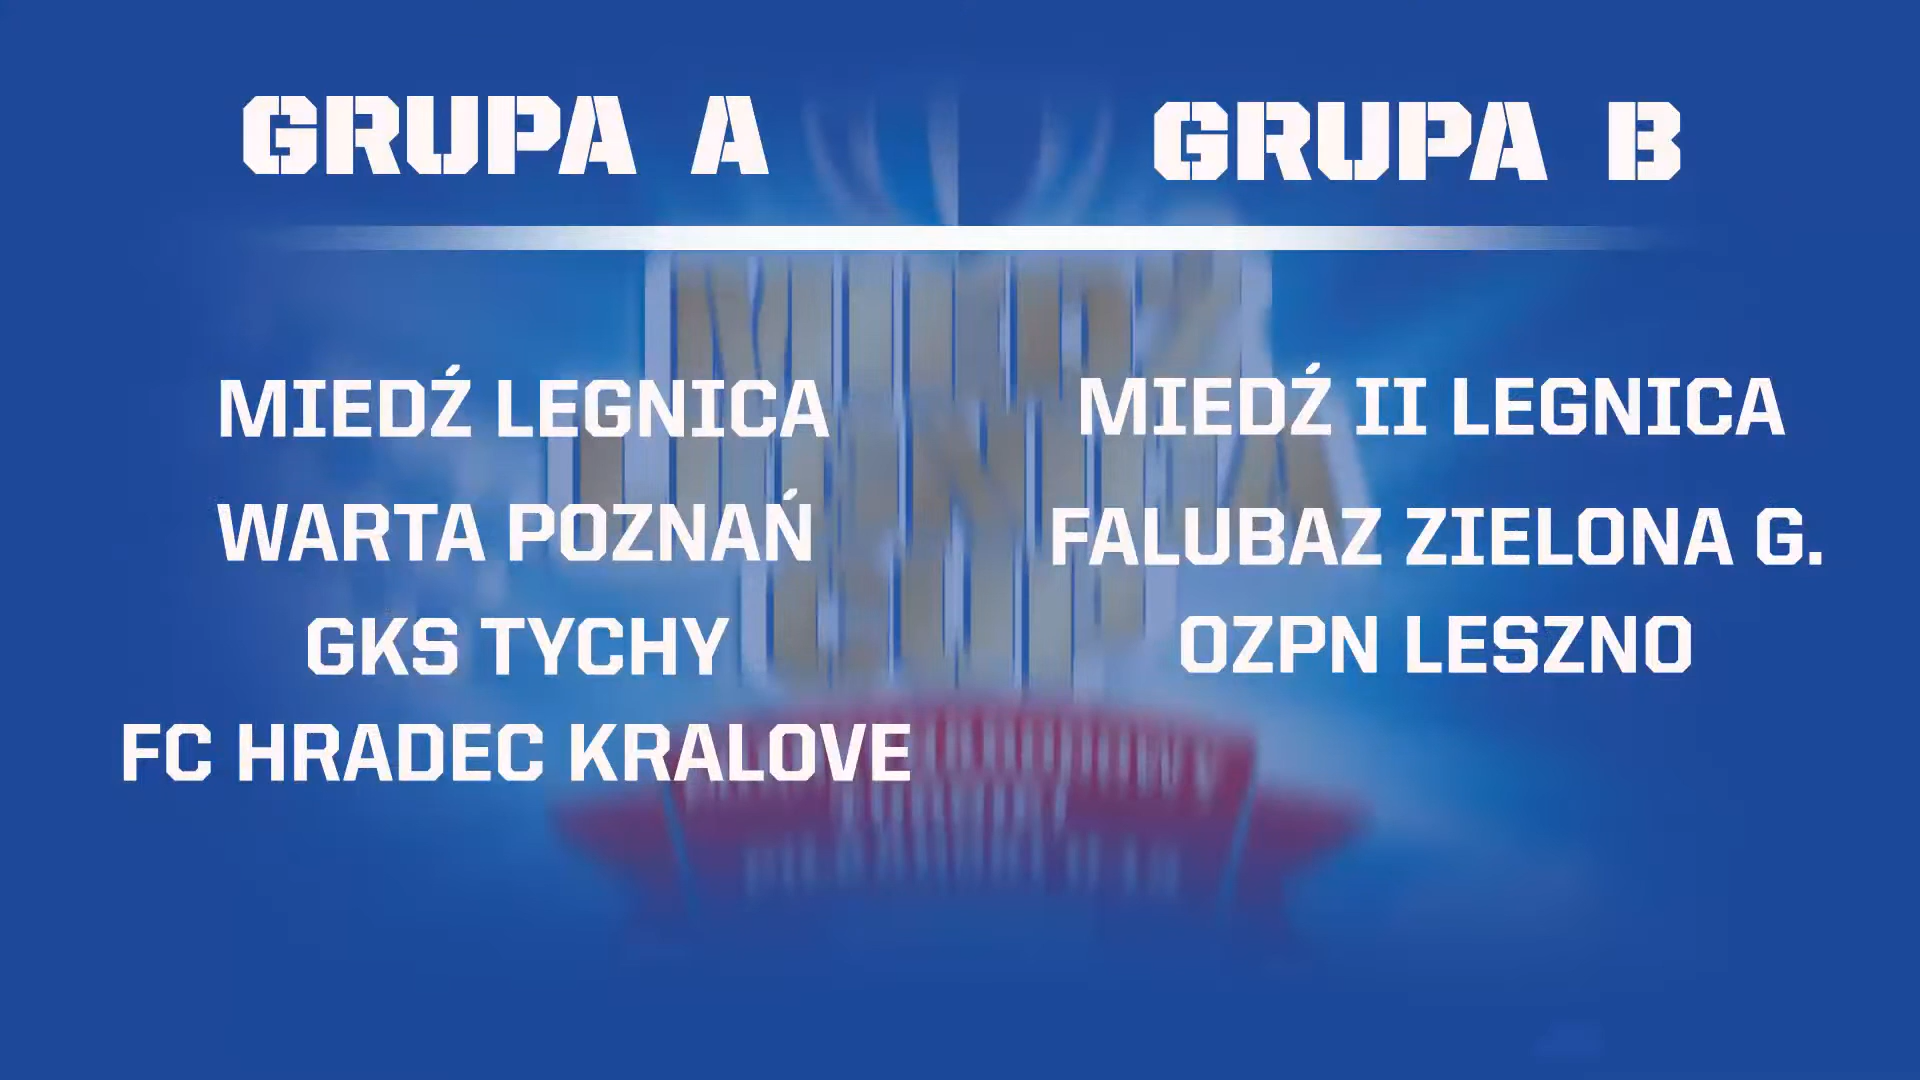 GRUPA A
MIEDŹ LEGNICA
WARTA POZNAŃ
GKS TYCHY
FC HRADEC KRALOVE
GRUPA B
MIEDŹ II LEGNICA
FALUBAZ ZIELONA G.
OZPN LESZNO